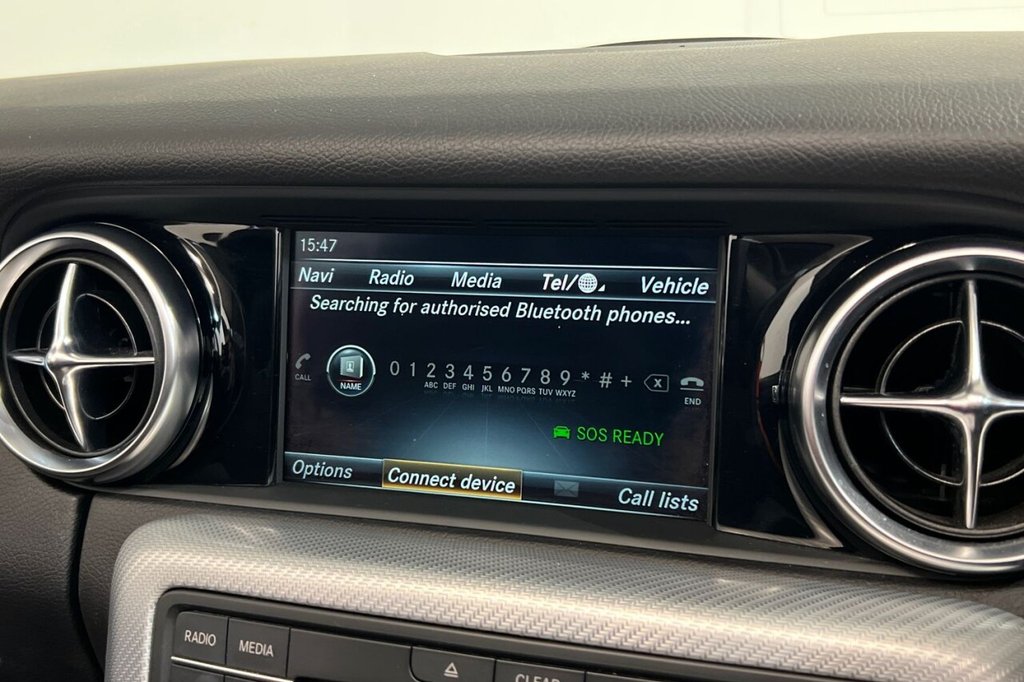 15:47
Navi Radio Media Tel/ Vehicle
Searching for authorised Bluetooth phones...
CALL NAME 0 1 2 3 4 5 6 7 8 9 * # + X END
ABC DEF GHI JKL MNO PQRS TUV WXYZ
SOS READY
Options Connect device Call lists
RADIO MEDIA CLEAR